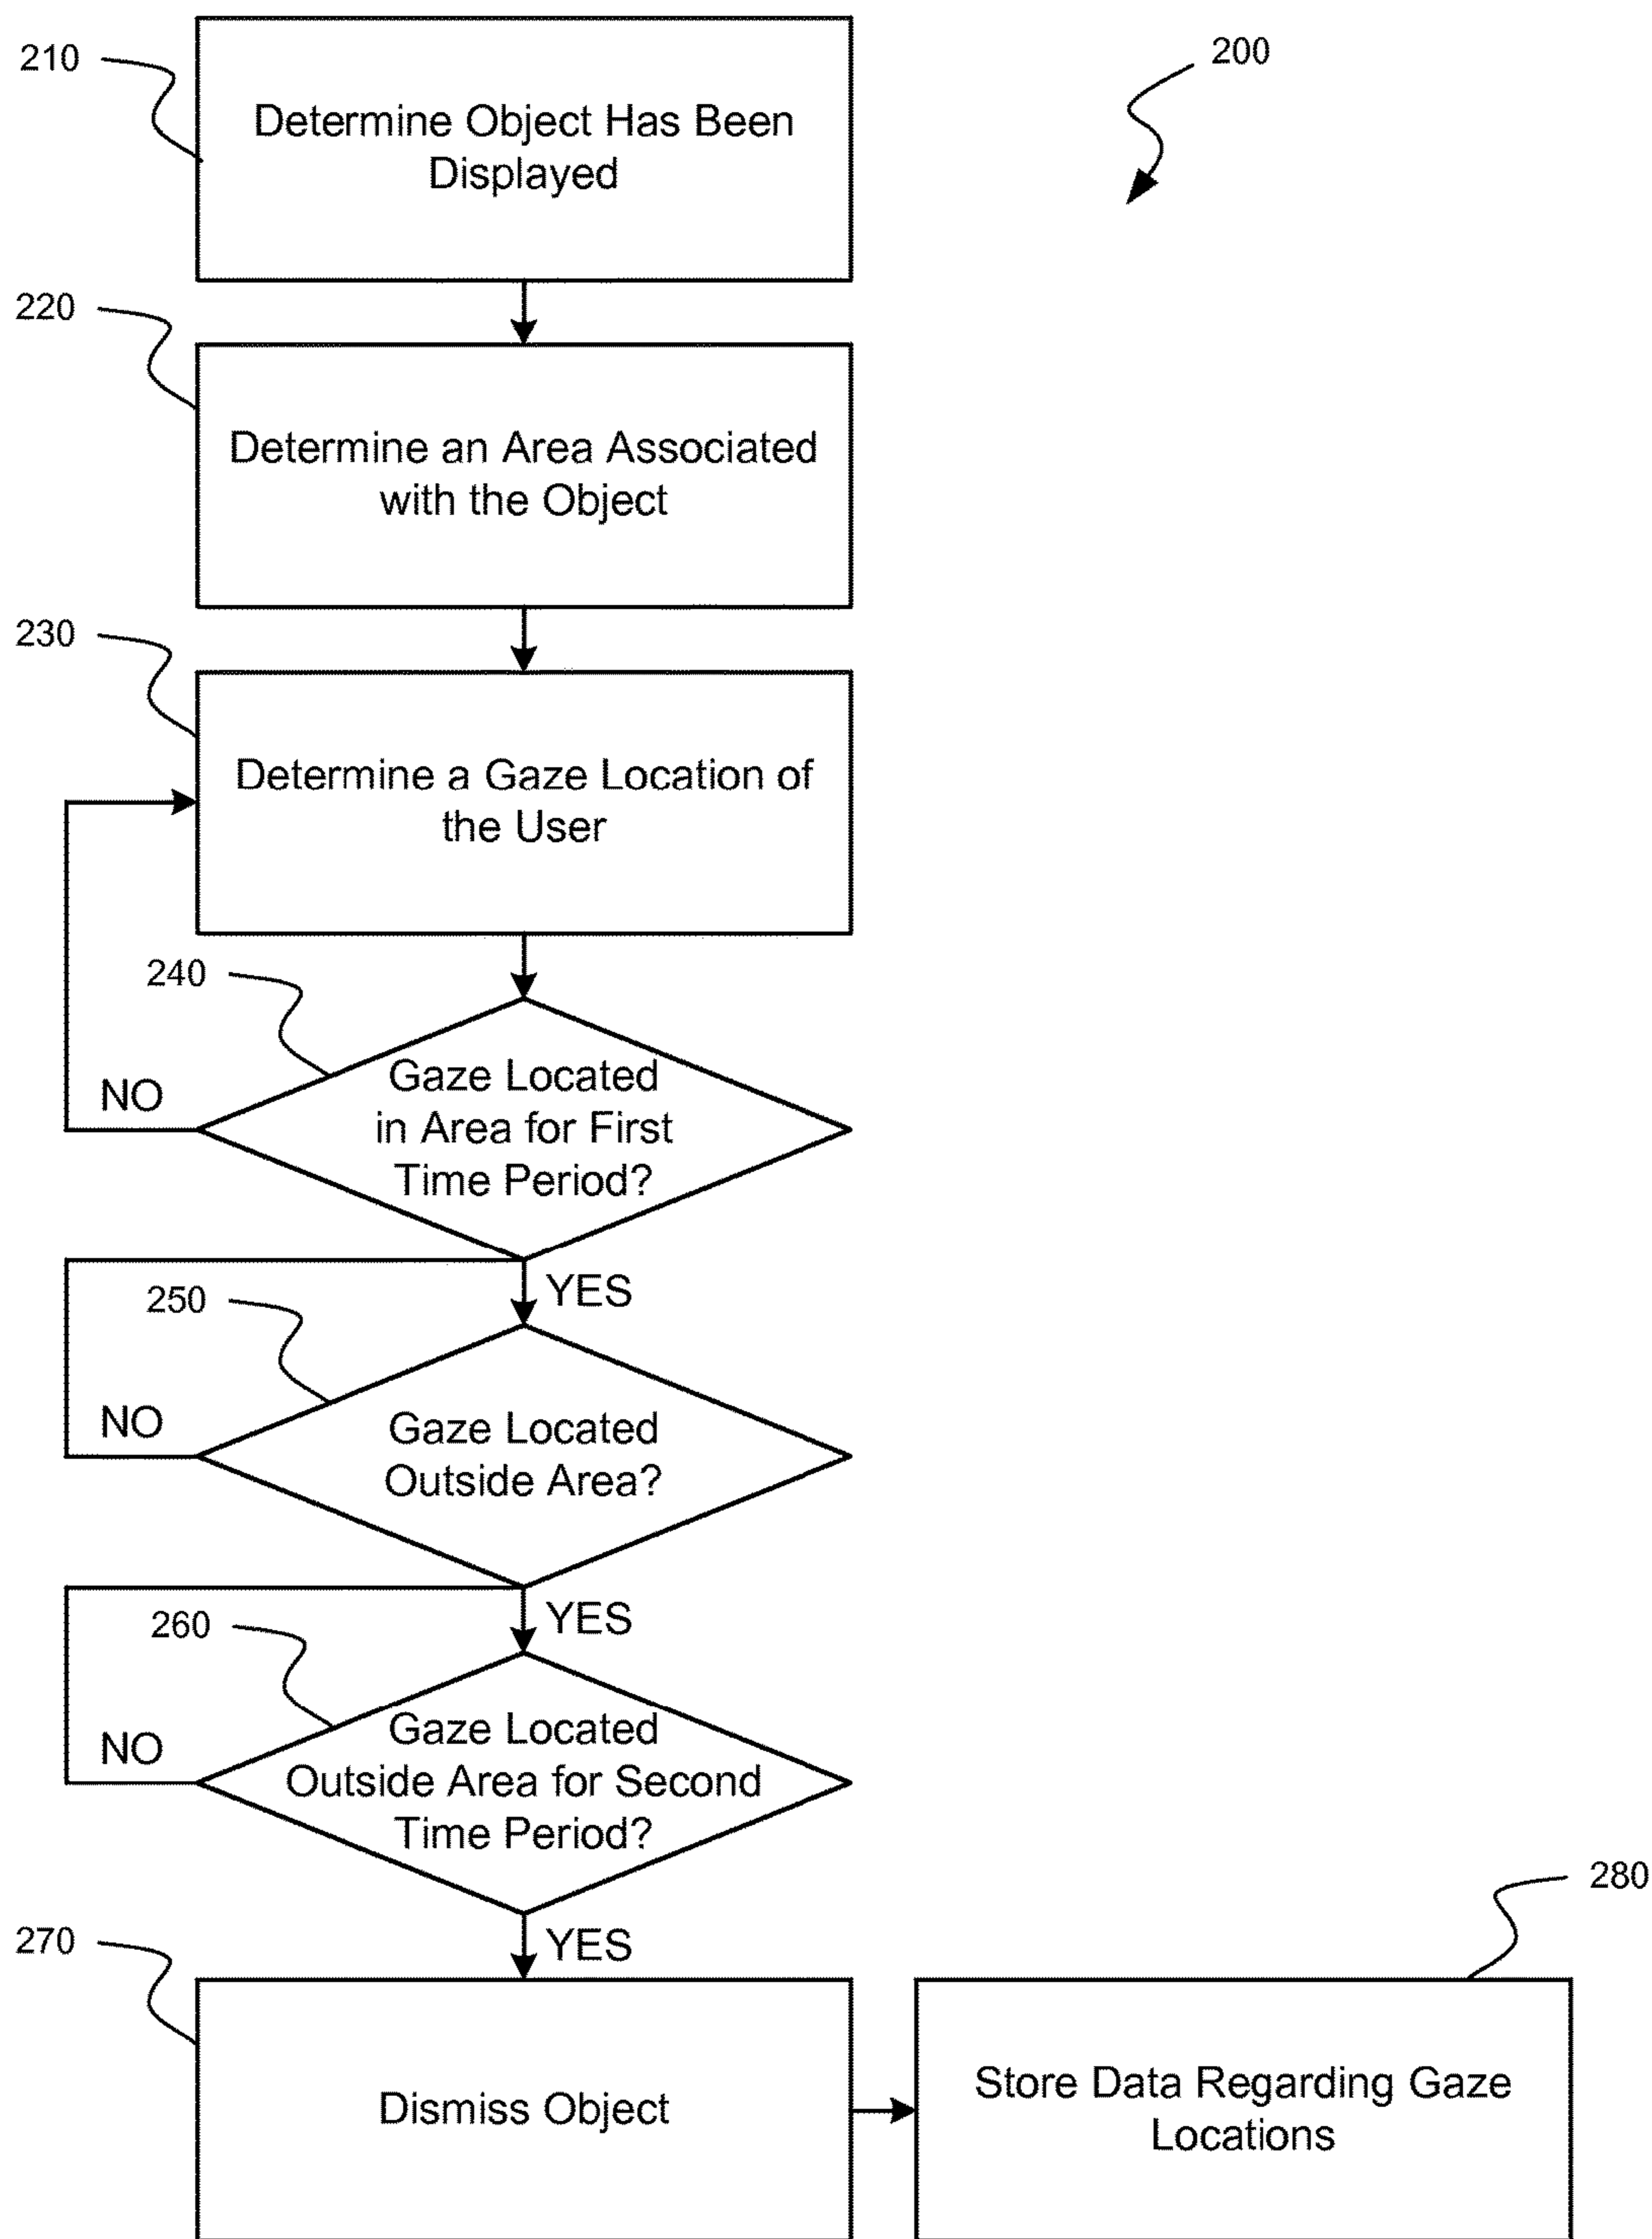 210
200
Determine Object Has Been
Displayed
220
Determine an Area Associated
with the Object
230
Determine a Gaze Location of
the User
240
Gaze Located
in Area for First
Time Period?
NO
YES
250
Gaze Located
Outside Area?
NO
YES
260
Gaze Located
Outside Area for Second
Time Period?
NO
YES
270
280
Dismiss Object
Store Data Regarding Gaze
Locations